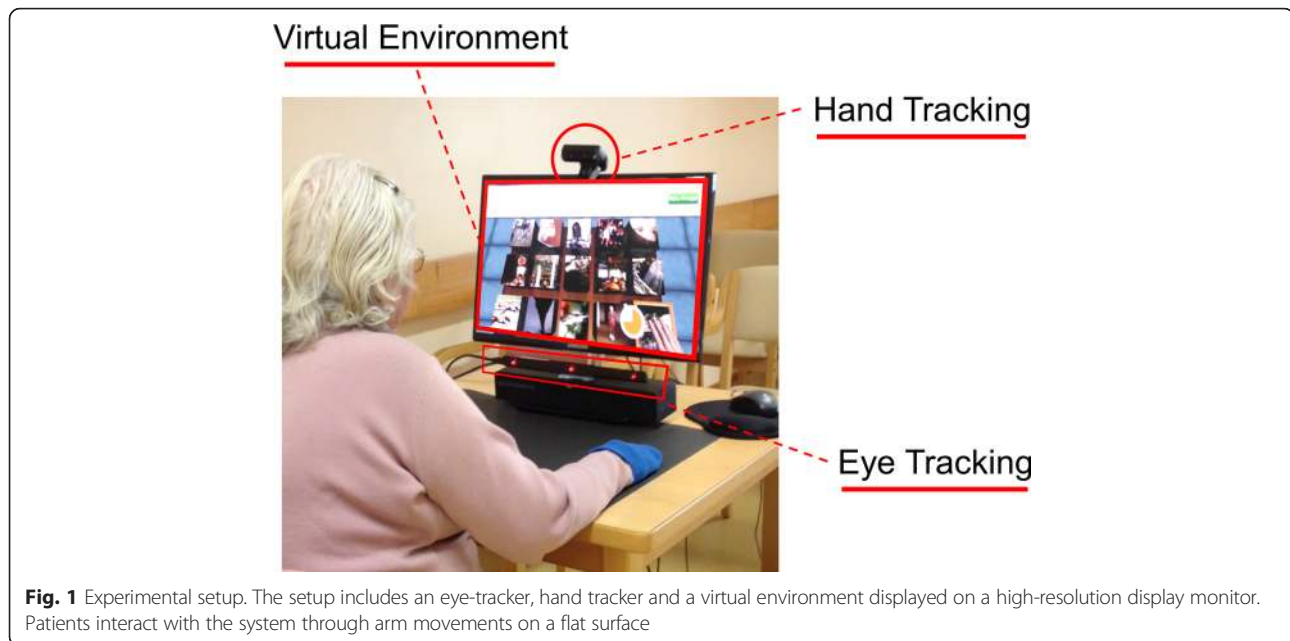 Virtual Environment
Hand Tracking
Eye Tracking
Fig. 1 Experimental setup. The setup includes an eye-tracker, hand tracker and a virtual environment displayed on a high-resolution display monitor.
Patients interact with the system through arm movements on a flat surface